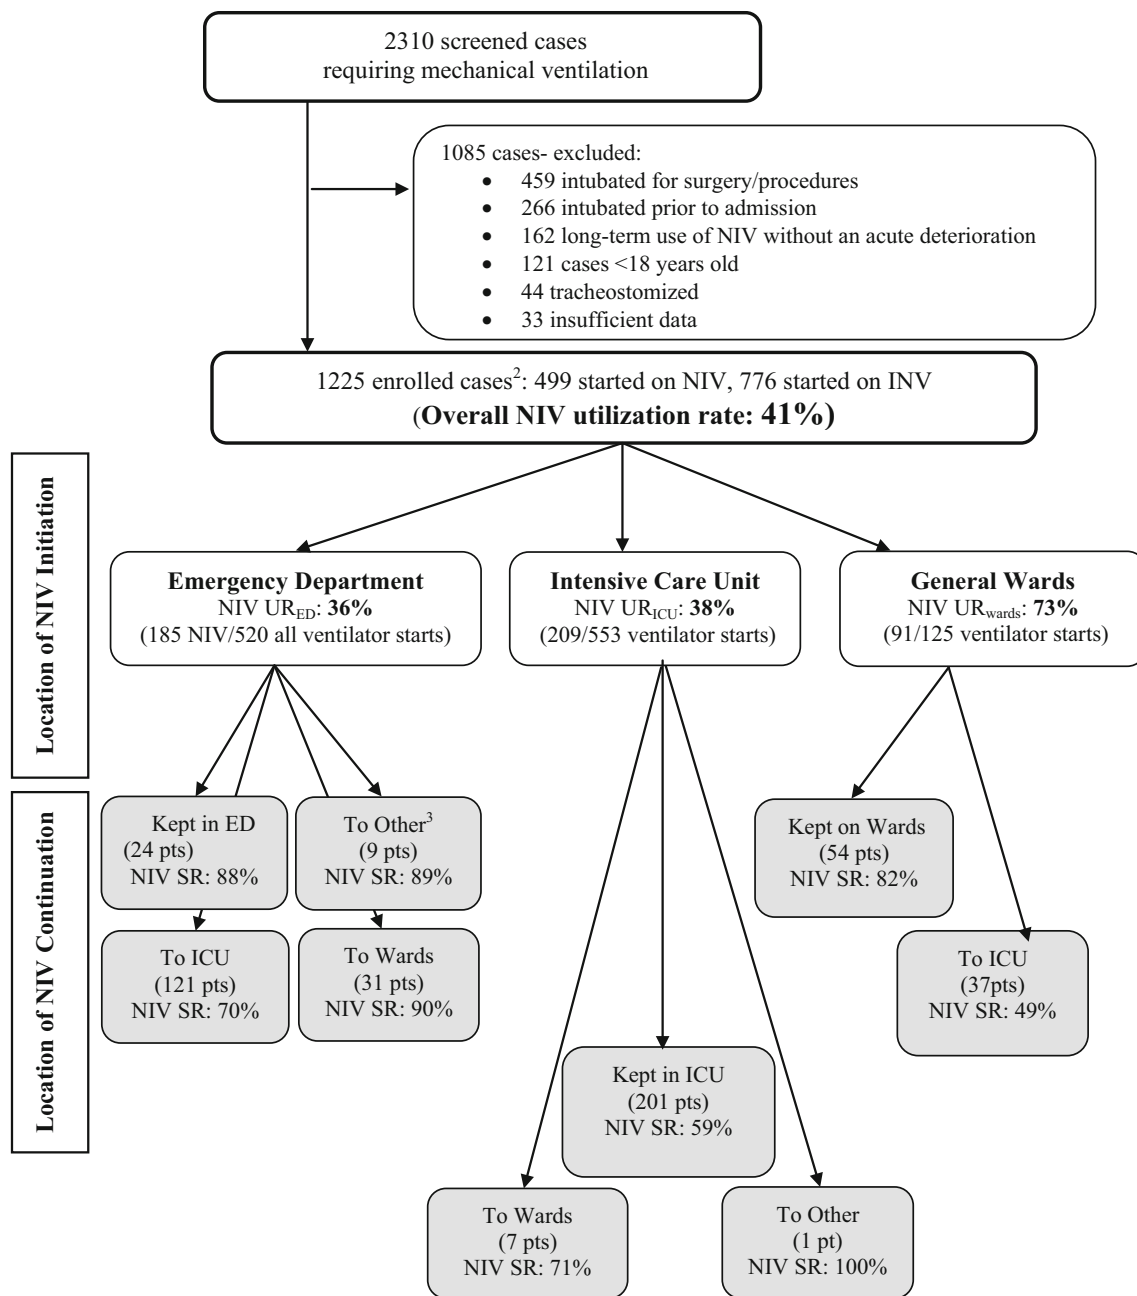 2310 screened cases
requiring mechanical ventilation
1085 cases- excluded:
• 459 intubated for surgery/procedures
• 266 intubated prior to admission
• 162 long-term use of NIV without an acute deterioration
• 121 cases <18 years old
• 44 tracheostomized
• 33 insufficient data
1225 enrolled cases²: 499 started on NIV, 776 started on INV
(Overall NIV utilization rate: 41%)
Location of NIV Initiation
Emergency Department
NIV UR_ED: 36%
(185 NIV/520 all ventilator starts)
Intensive Care Unit
NIV UR_ICU: 38%
(209/553 ventilator starts)
General Wards
NIV UR_wards: 73%
(91/125 ventilator starts)
Location of NIV Continuation
Kept in ED
(24 pts)
NIV SR: 88%
To Other³
(9 pts)
NIV SR: 89%
To ICU
(121 pts)
NIV SR: 70%
To Wards
(31 pts)
NIV SR: 90%
Kept on Wards
(54 pts)
NIV SR: 82%
To ICU
(37pts)
NIV SR: 49%
Kept in ICU
(201 pts)
NIV SR: 59%
To Wards
(7 pts)
NIV SR: 71%
To Other
(1 pt)
NIV SR: 100%